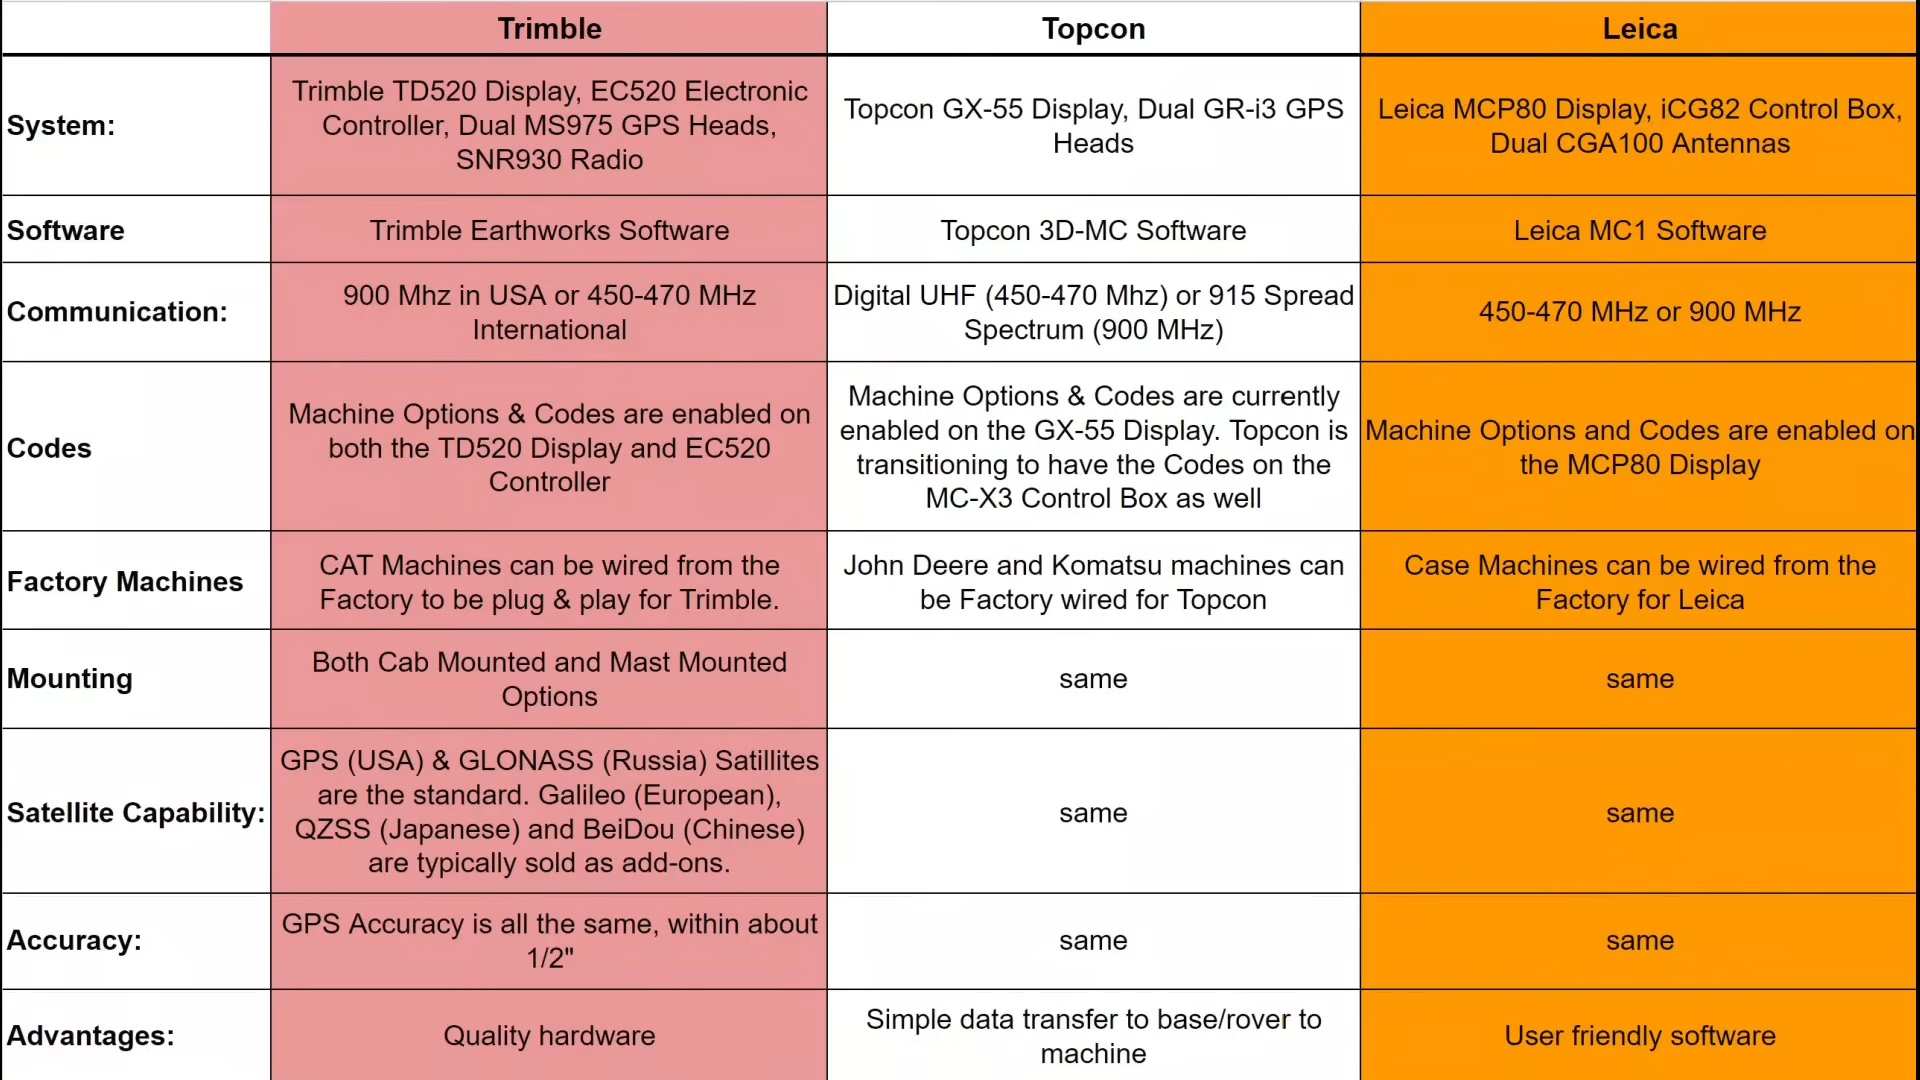 Trimble
Topcon
Leica
System:
Trimble TD520 Display, EC520 Electronic
Controller, Dual MS975 GPS Heads,
SNR930 Radio
Topcon GX-55 Display, Dual GR-i3 GPS
Heads
Leica MCP80 Display, iCG82 Control Box,
Dual CGA100 Antennas
Software
Trimble Earthworks Software
Topcon 3D-MC Software
Leica MC1 Software
Communication:
900 Mhz in USA or 450-470 MHz
International
Digital UHF (450-470 Mhz) or 915 Spread
Spectrum (900 MHz)
450-470 MHz or 900 MHz
Codes
Machine Options & Codes are enabled on
both the TD520 Display and EC520
Controller
Machine Options & Codes are currently
enabled on the GX-55 Display. Topcon is
transitioning to have the Codes on the
MC-X3 Control Box as well
Machine Options and Codes are enabled on
the MCP80 Display
Factory Machines
CAT Machines can be wired from the
Factory to be plug & play for Trimble.
John Deere and Komatsu machines can
be Factory wired for Topcon
Case Machines can be wired from the
Factory for Leica
Mounting
Both Cab Mounted and Mast Mounted
Options
same
same
Satellite Capability:
GPS (USA) & GLONASS (Russia) Satillites
are the standard. Galileo (European),
QZSS (Japanese) and BeiDou (Chinese)
are typically sold as add-ons.
same
same
Accuracy:
GPS Accuracy is all the same, within about
1/2"
same
same
Advantages:
Quality hardware
Simple data transfer to base/rover to
machine
User friendly software